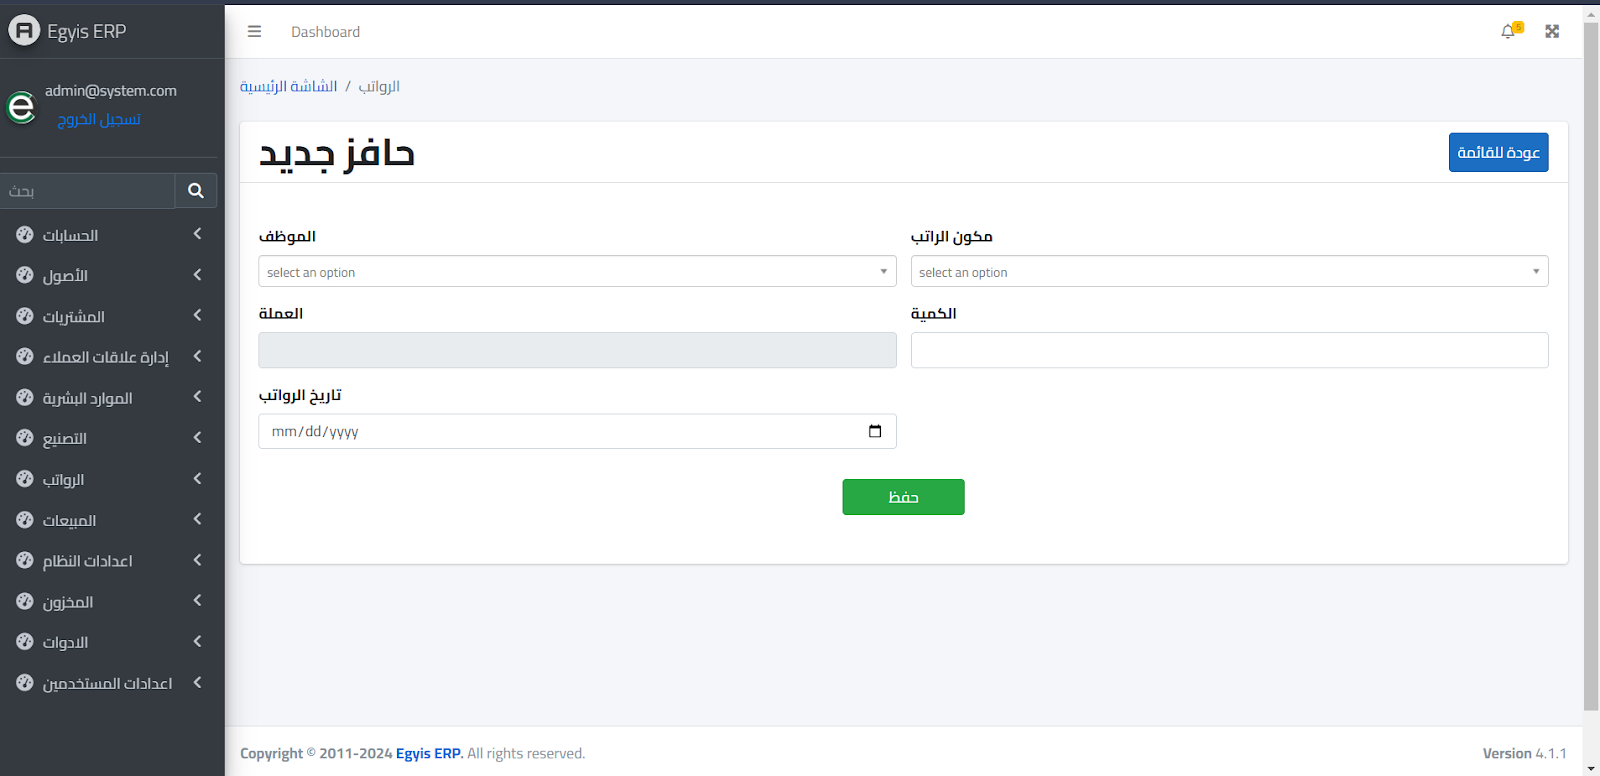 Egyis ERP
admin@system.com
تسجيل الخروج
بحث
الحسابات
الأصول
المشتريات
إدارة علاقات العملاء
الموارد البشرية
التصنيع
الرواتب
المبيعات
اعدادات النظام
المخزون
الادوات
اعدادات المستخدمين
Dashboard
5
الشاشة الرئيسية / الرواتب
حافز جديد
عودة للقائمة
الموظف
مكون الراتب
select an option
select an option
العملة
الكمية
تاريخ الرواتب
mm/dd/yyyy
حفظ
Copyright © 2011-2024 Egyis ERP. All rights reserved.
Version 4.1.1